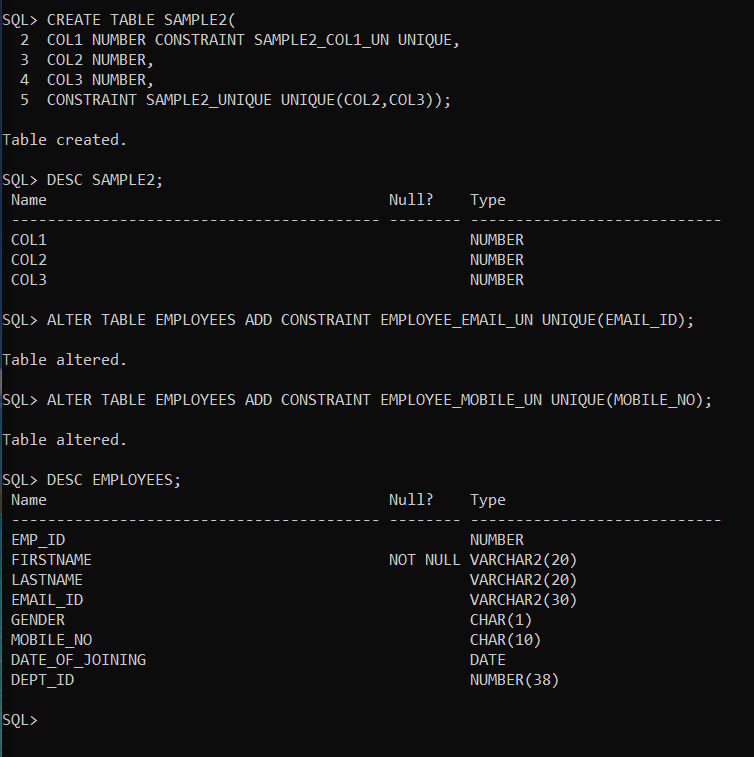 SQL> CREATE TABLE SAMPLE2(
  2  COL1 NUMBER CONSTRAINT SAMPLE2_COL1_UN UNIQUE,
  3  COL2 NUMBER,
  4  COL3 NUMBER,
  5  CONSTRAINT SAMPLE2_UNIQUE UNIQUE(COL2,COL3));
Table created.
SQL> DESC SAMPLE2;
 Name                                      Null?    Type
 ----------------------------------------- -------- ----------------------------
 COL1                                               NUMBER
 COL2                                               NUMBER
 COL3                                               NUMBER
SQL> ALTER TABLE EMPLOYEES ADD CONSTRAINT EMPLOYEE_EMAIL_UN UNIQUE(EMAIL_ID);
Table altered.
SQL> ALTER TABLE EMPLOYEES ADD CONSTRAINT EMPLOYEE_MOBILE_UN UNIQUE(MOBILE_NO);
Table altered.
SQL> DESC EMPLOYEES;
 Name                                      Null?    Type
 ----------------------------------------- -------- ----------------------------
 EMP_ID                                             NUMBER
 FIRSTNAME                                 NOT NULL VARCHAR2(20)
 LASTNAME                                           VARCHAR2(20)
 EMAIL_ID                                           VARCHAR2(30)
 GENDER                                             CHAR(1)
 MOBILE_NO                                          CHAR(10)
 DATE_OF_JOINING                                    DATE
 DEPT_ID                                            NUMBER(38)
SQL>